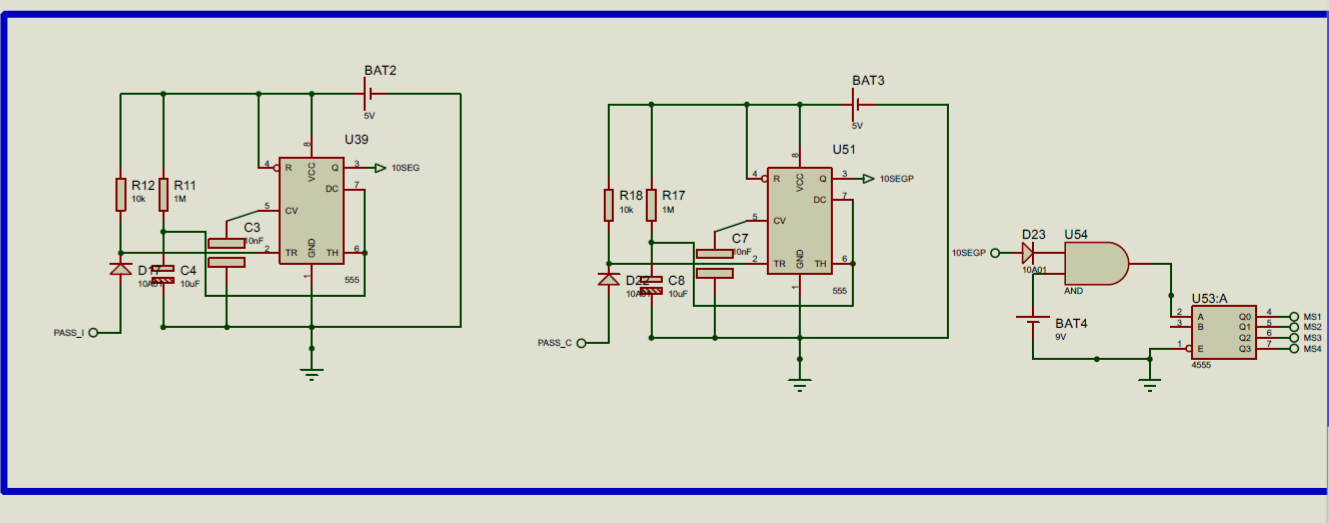 BAT2
5V
U39
R12
10k
R11
1M
4
R
8
VCC
Q
3
10SEG
DC
7
5
CV
C3
10nF
2
TR
GND
TH
6
1
555
D17
C4
10uF
PASS_I
BAT3
5V
U51
R18
10k
R17
1M
4
R
8
VCC
Q
3
10SEGP
DC
7
5
CV
C7
10nF
2
TR
GND
TH
6
1
555
D22
C8
10uF
PASS_C
10SEGP
D23
10A01
U54
AND
BAT4
9V
U53:A
2
A
3
B
1
E
Q0
4
MS1
Q1
5
MS2
Q2
6
MS3
Q3
7
MS4
4555